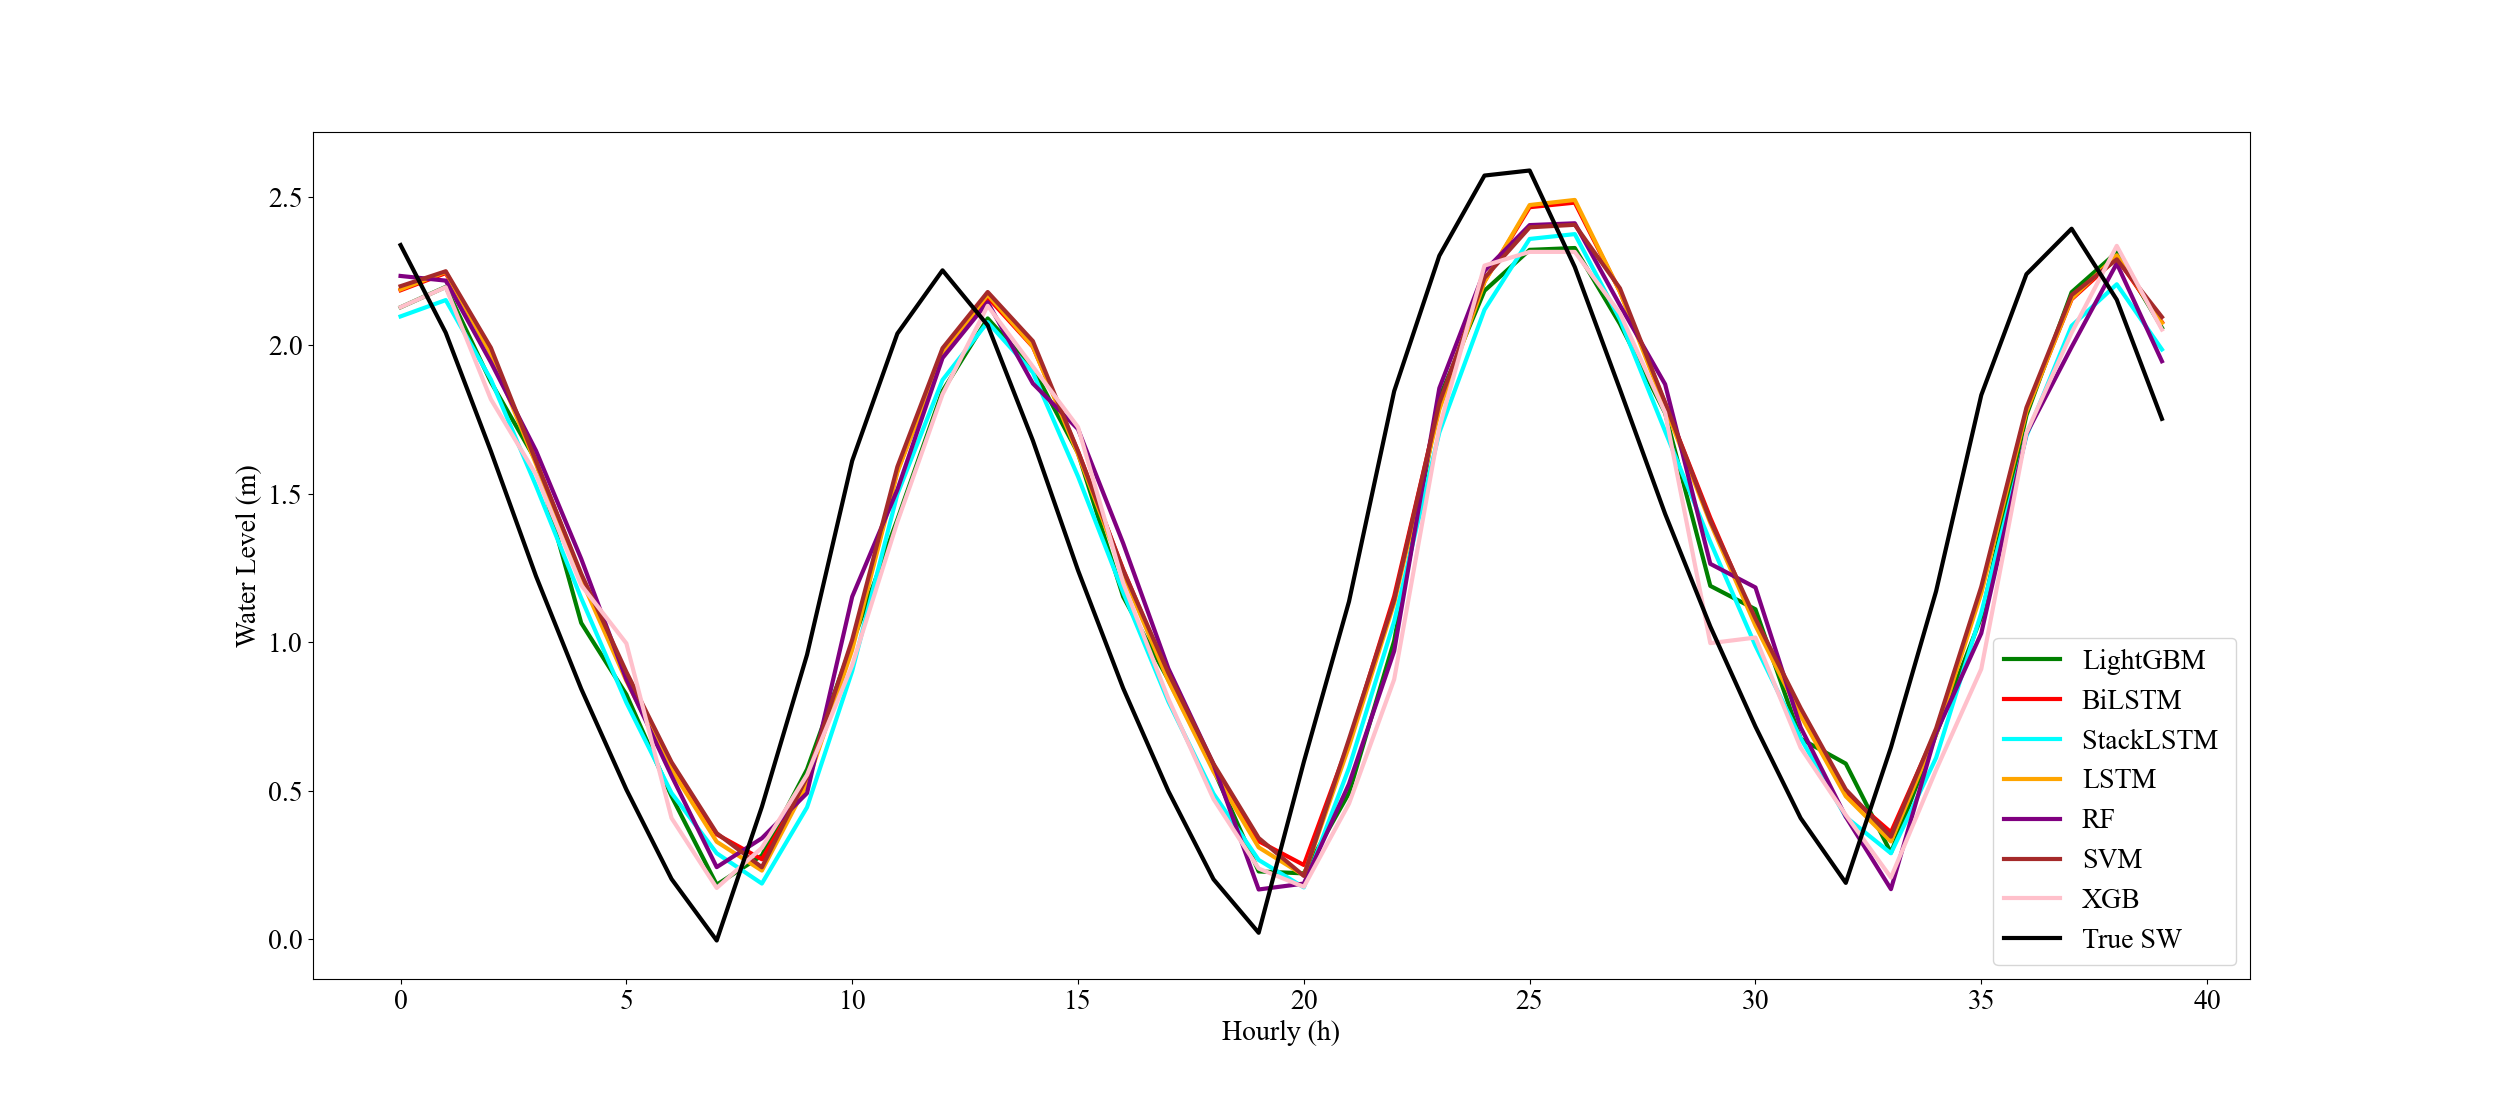 2.5
2.0
1.5
1.0
0.5
0.0
Water Level (m)
0 5 10 15 20 25 30 35 40
Hourly (h)
LightGBM
BiLSTM
StackLSTM
LSTM
RF
SVM
XGB
True SW